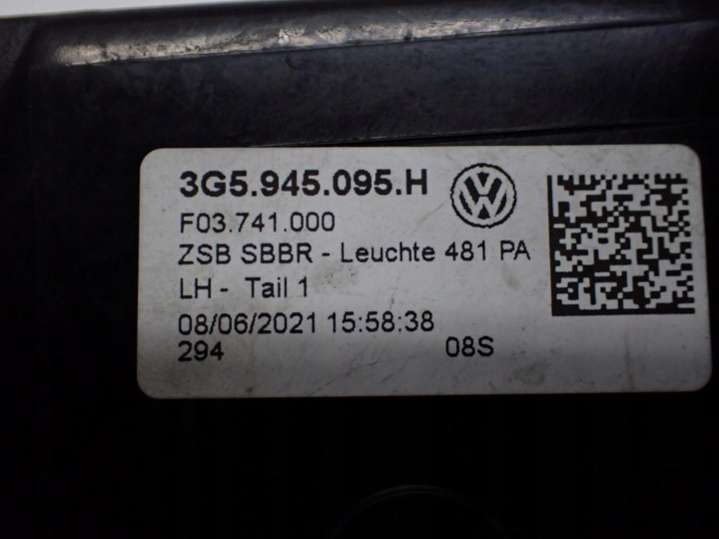 3G5.945.095.H
F03.741.000
ZSB SBBR - Leuchte 481 PA
LH - Tail 1
08/06/2021 15:58:38
294 08S